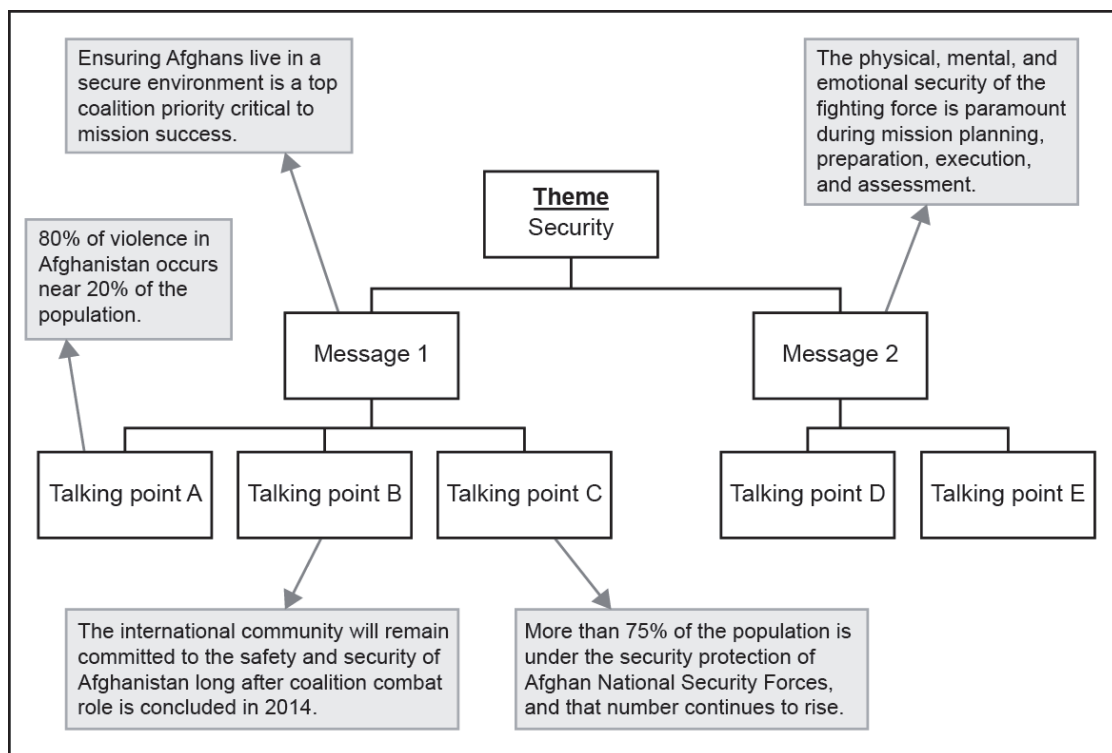 Ensuring Afghans live in a
secure environment is a top
coalition priority critical to
mission success.
The physical, mental, and
emotional security of the
fighting force is paramount
during mission planning,
preparation, execution,
and assessment.
Theme
Security
80% of violence in
Afghanistan occurs
near 20% of the
population.
Message 1
Message 2
Talking point A
Talking point B
Talking point C
Talking point D
Talking point E
The international community will remain
committed to the safety and security of
Afghanistan long after coalition combat
role is concluded in 2014.
More than 75% of the population is
under the security protection of
Afghan National Security Forces,
and that number continues to rise.